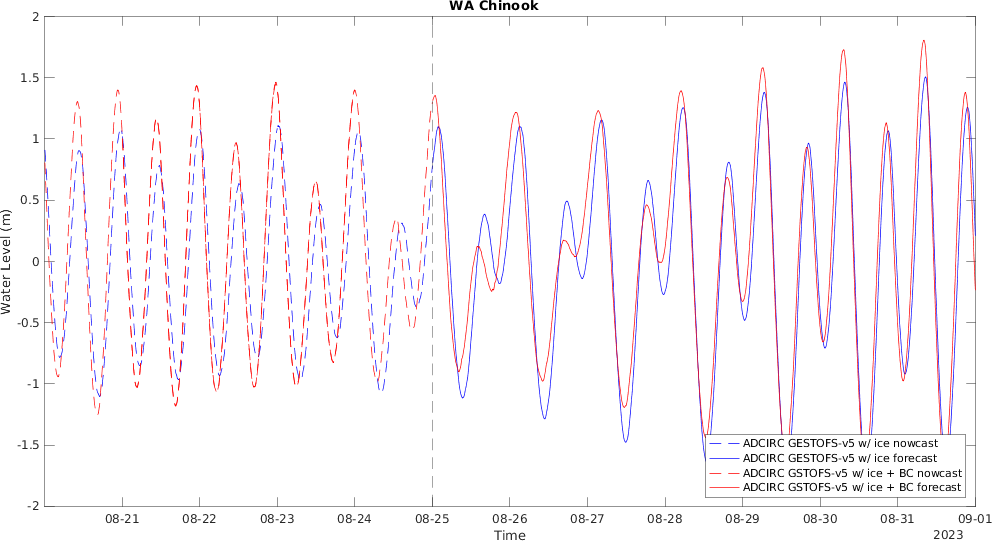 WA Chinook
Water Level (m)
2
1.5
1
0.5
0
-0.5
-1
-1.5
-2
ADCIRC GESTOFS-v5 w/ ice nowcast
ADCIRC GESTOFS-v5 w/ ice forecast
ADCIRC GSTOFS-v5 w/ ice + BC nowcast
ADCIRC GSTOFS-v5 w/ ice + BC forecast
08-21 08-22 08-23 08-24 08-25 08-26 08-27 08-28 08-29 08-30 08-31 09-01
Time
2023